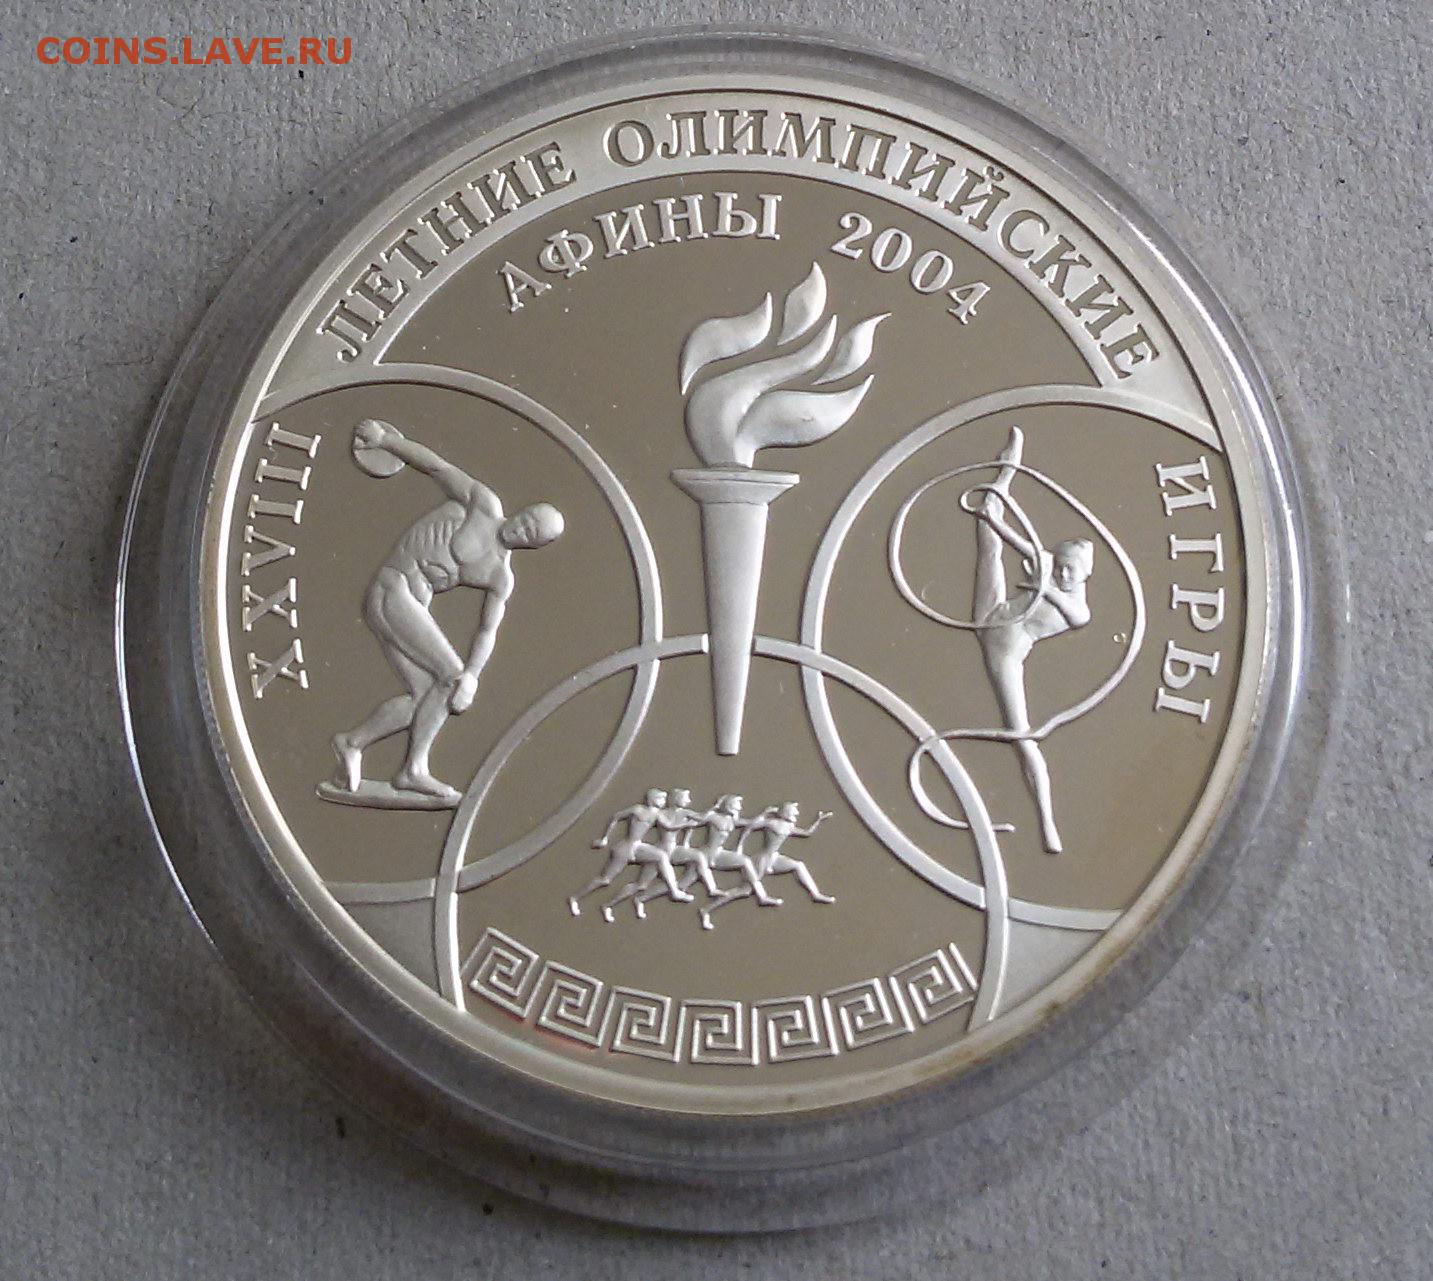 COINS.LAVE.RU
XXVIII ЛЕТНИЕ ОЛИМПИЙСКИЕ ИГРЫ
АФИНЫ 2004